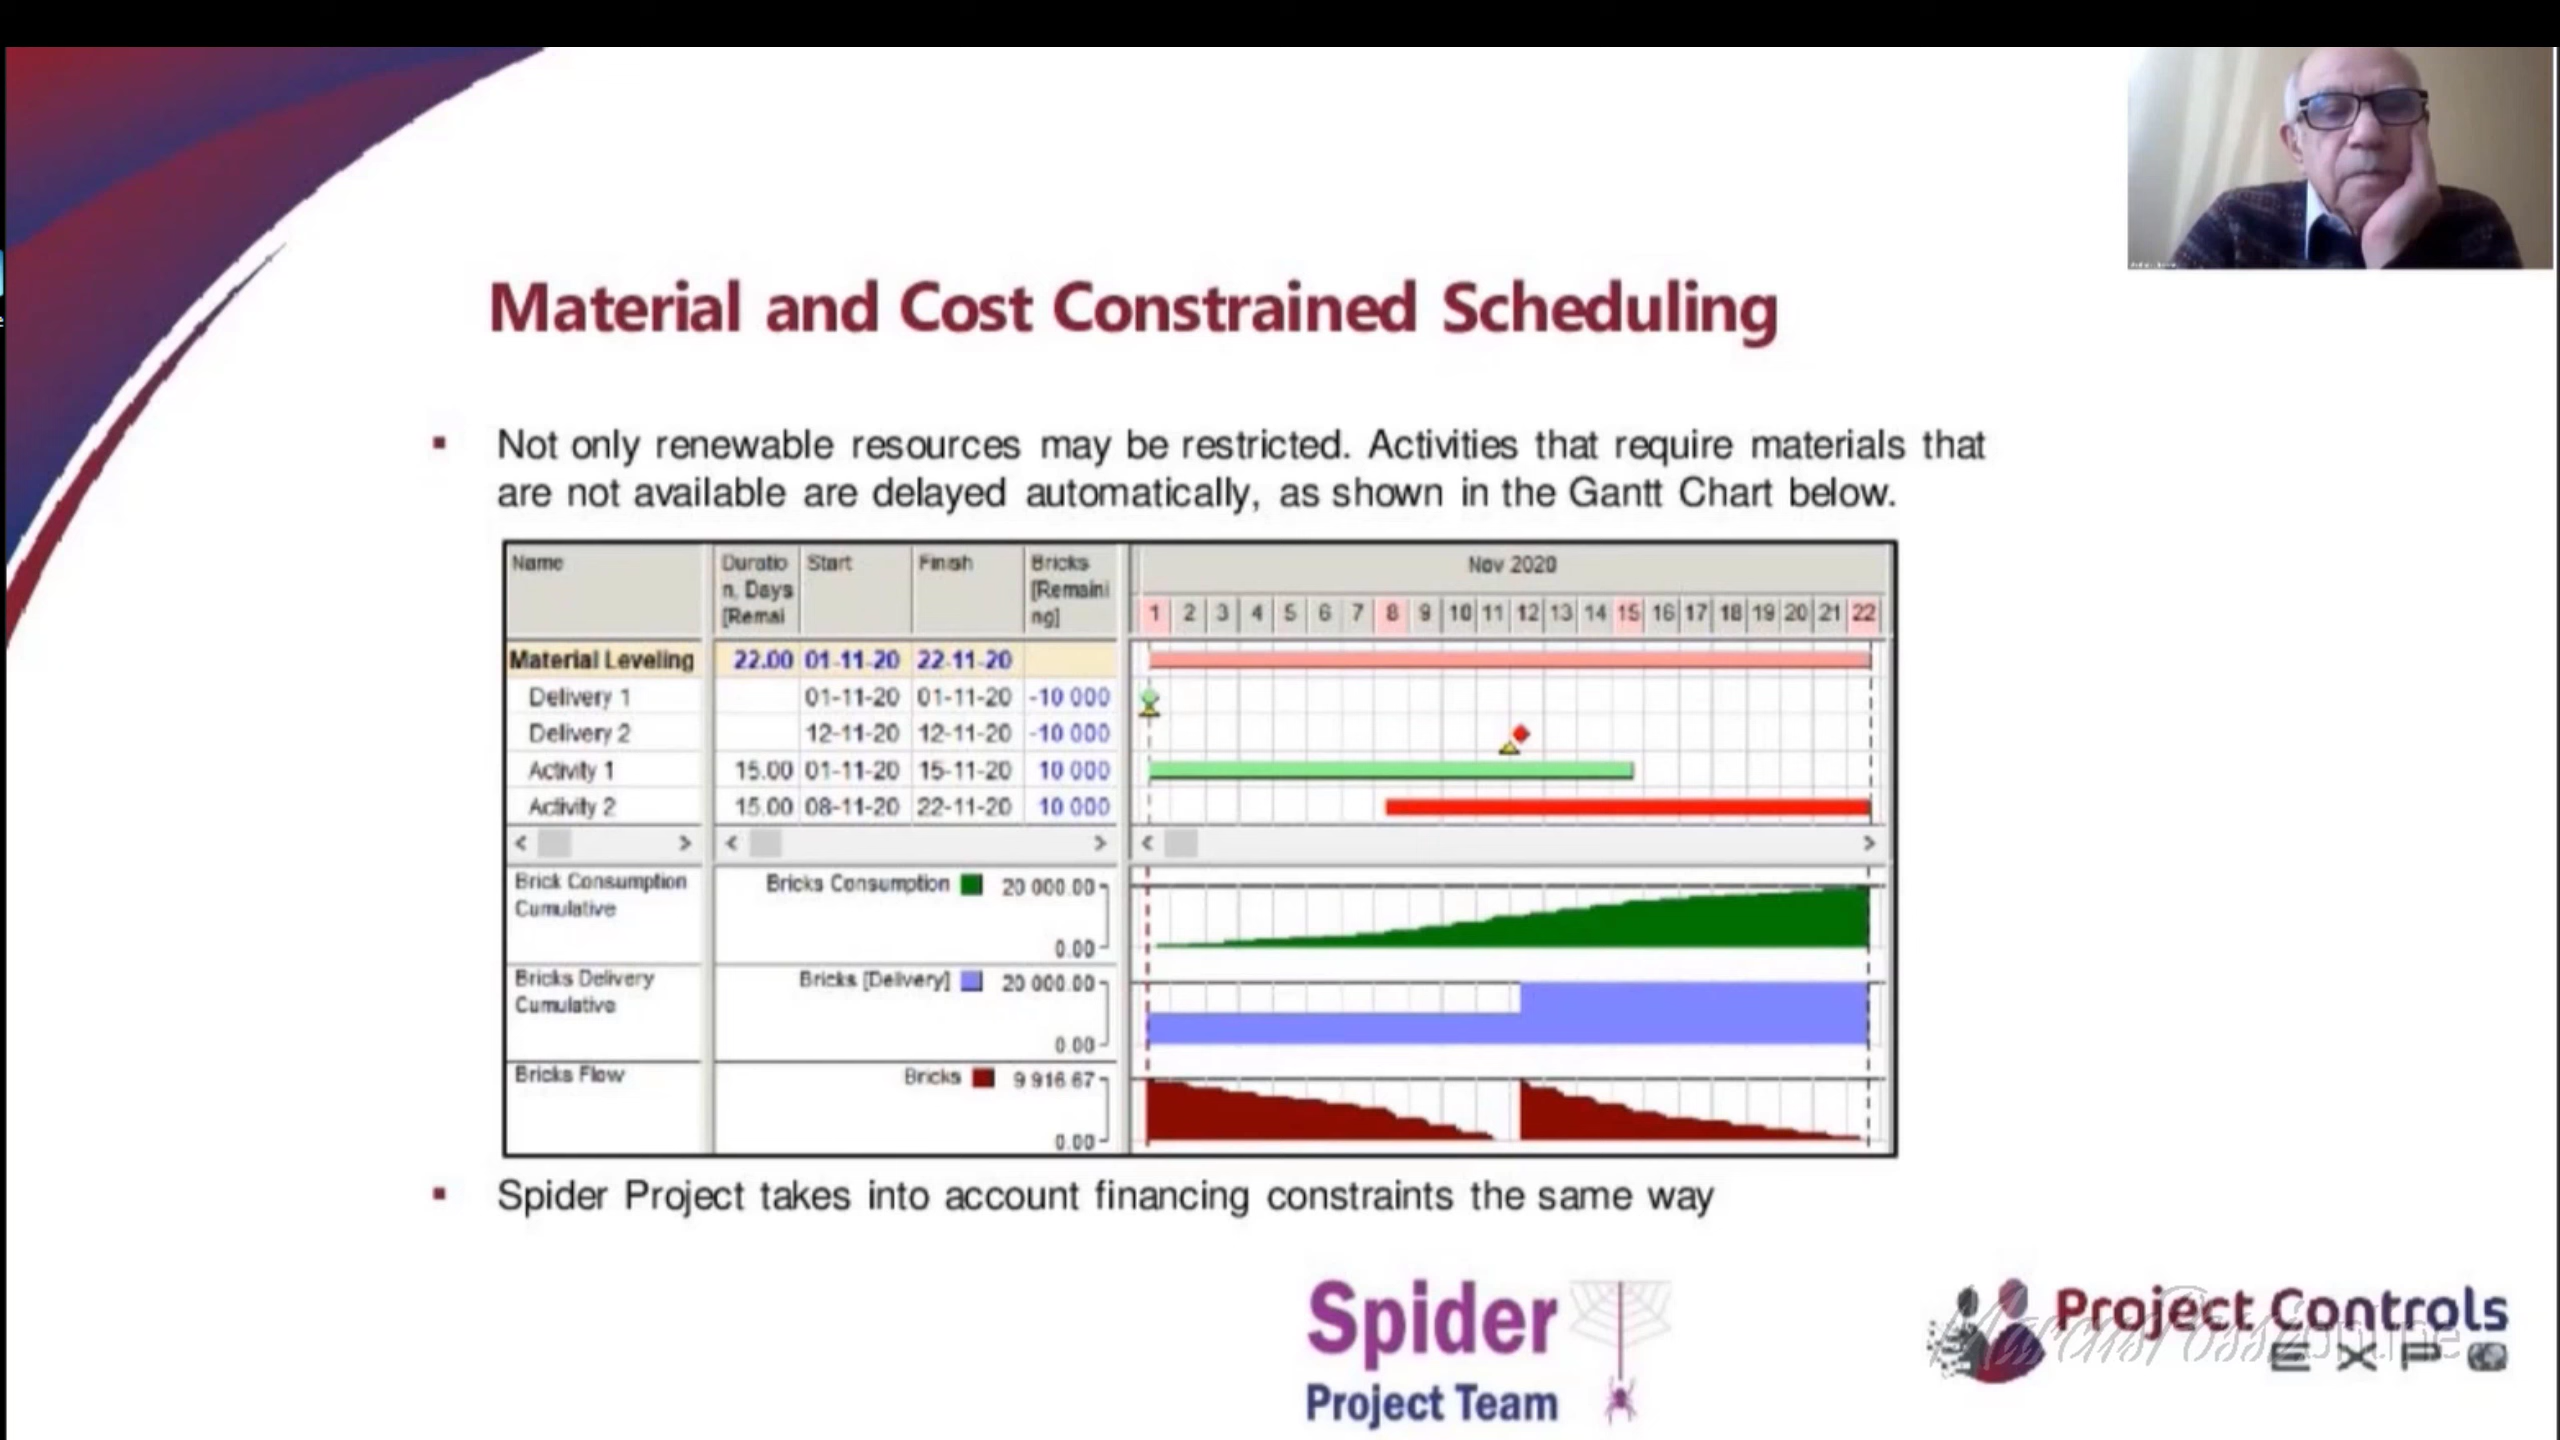 Material and Cost Constrained Scheduling
▪ Not only renewable resources may be restricted. Activities that require materials that
are not available are delayed automatically, as shown in the Gantt Chart below.
Name
Duratio
n, Days
[Remai
Start
Finish
Bricks
[Remaini
ng]
Nov 2020
1 2 3 4 5 6 7 8 9 10 11 12 13 14 15 16 17 18 19 20 21 22
Material Leveling 22.00 01-11-20 22-11-20
Delivery 1 01-11-20 01-11-20 -10 000
Delivery 2 12-11-20 12-11-20 -10 000
Activity 1 15.00 01-11-20 15-11-20 10 000
Activity 2 15.00 08-11-20 22-11-20 10 000
Brick Consumption
Cumulative
Bricks Consumption 20 000.00
0.00
Bricks Delivery
Cumulative
Bricks [Delivery] 20 000.00
0.00
Bricks Flow
Bricks 9 916.67
0.00
▪ Spider Project takes into account financing constraints the same way
Spider
Project Team
Project Controls
EXPO